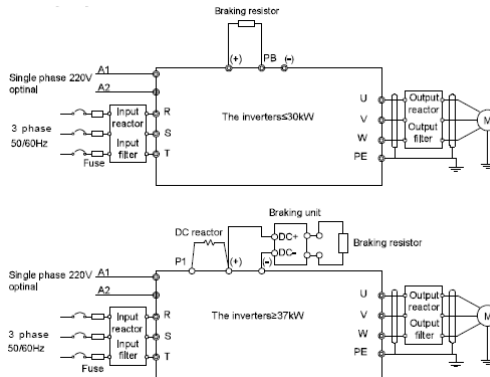 Braking resistor
(+) PB (-)
A1
Single phase 220V
optinal
A2
Input
reactor
Input
filter
R
S
T
3 phase
50/60Hz
Fuse
The inverters≤30kW
U
V
W
PE
Output
reactor
Output
filter
M
Braking unit
DC reactor
DC+
DC-
Braking resistor
P1 (+) (-)
A1
Single phase 220V
optinal
A2
Input
reactor
Input
filter
R
S
T
3 phase
50/60Hz
Fuse
The inverters≥37kW
U
V
W
PE
Output
reactor
Output
filter
M